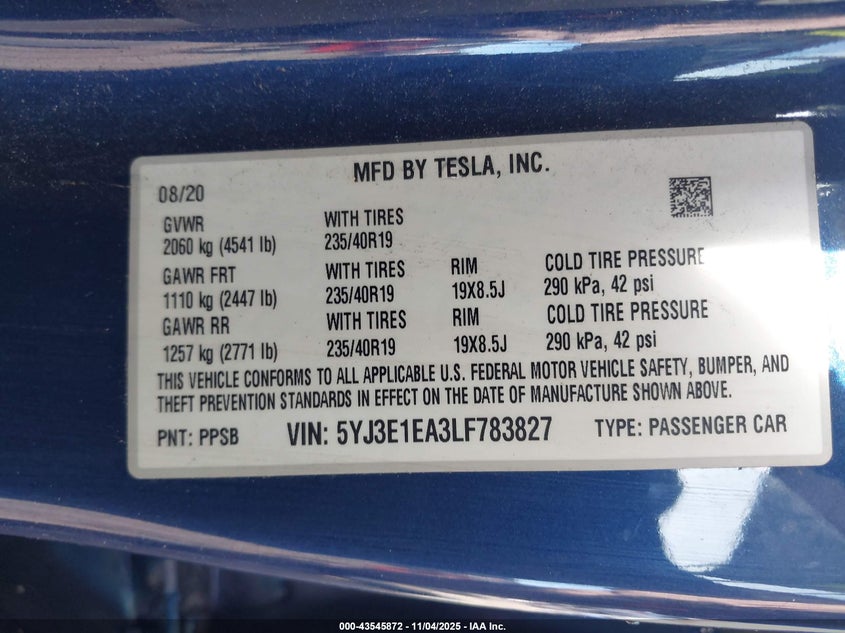 MFD BY TESLA, INC.
08/20
GVWR WITH TIRES
2060 kg (4541 lb) 235/40R19
GAWR FRT WITH TIRES RIM COLD TIRE PRESSURE
1110 kg (2447 lb) 235/40R19 19X8.5J 290 kPa, 42 psi
GAWR RR WITH TIRES RIM COLD TIRE PRESSURE
1257 kg (2771 lb) 235/40R19 19X8.5J 290 kPa, 42 psi
THIS VEHICLE CONFORMS TO ALL APPLICABLE U.S. FEDERAL MOTOR VEHICLE SAFETY, BUMPER, AND
THEFT PREVENTION STANDARDS IN EFFECT ON THE DATE OF MANUFACTURE SHOWN ABOVE.
PNT: PPSB VIN: 5YJ3E1EA3LF783827 TYPE: PASSENGER CAR
000-43545872 - 11/04/2025 - IAA Inc.